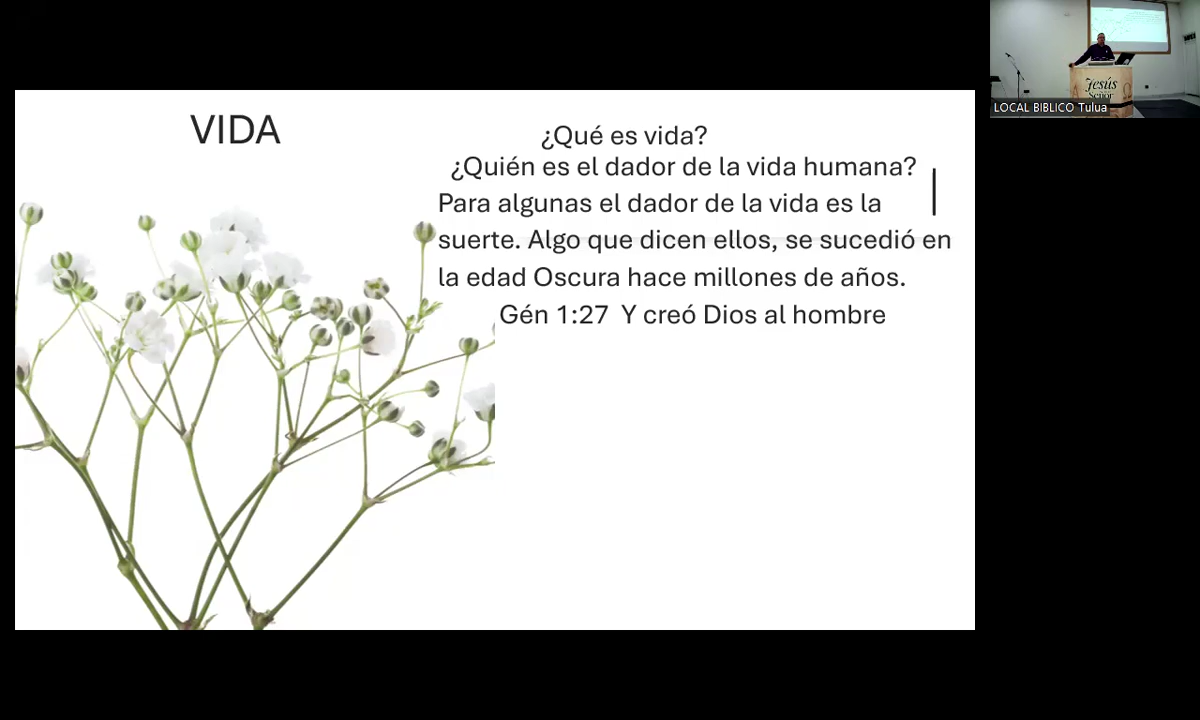 VIDA
¿Qué es vida?
¿Quién es el dador de la vida humana?
Para algunas el dador de la vida es la
suerte. Algo que dicen ellos, se sucedió en
la edad Oscura hace millones de años.
Gén 1:27 Y creó Dios al hombre
Jesús
Señor
LOCAL BIBLICO Tulua